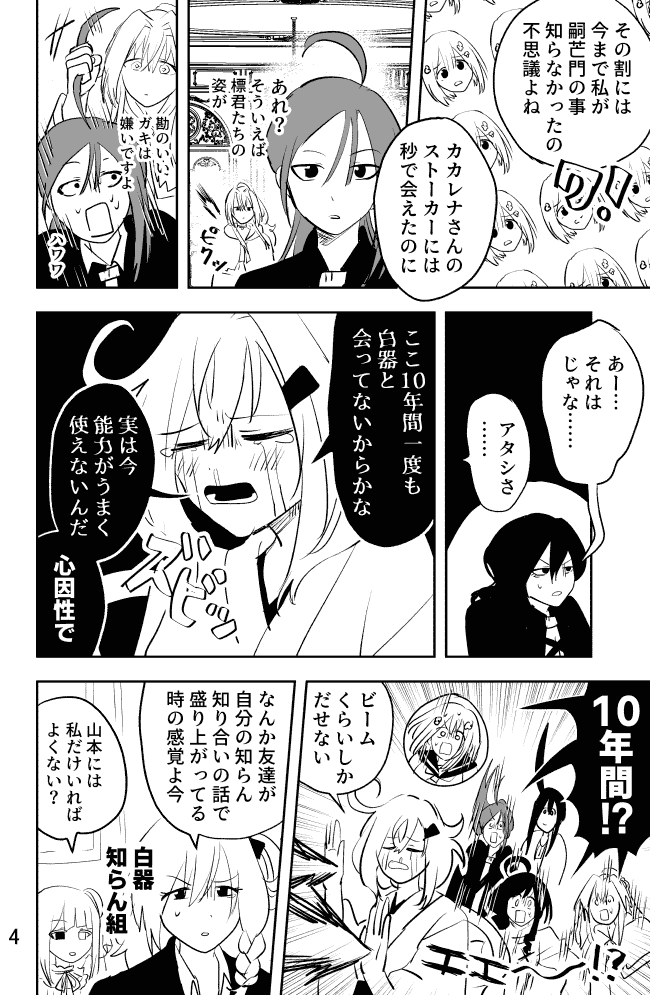 その割には
今まで私が
嗣芒門の事
知らなかったの
不思議よね
カカレナさんの
ストーカーには
秒で会えたのに
あれ?
そういえば
標君たちの
姿が
ピクッ
勘のいい
ガキは
嫌いですよ
ハワワ
あー…
それは
じゃな……
アタシさ
……
ここ10年間一度も
白器と
会ってないからかな
実は今
能力がうまく
使えないんだ
心因性で
ズビッ
10年間!?
ビーム
くらいしか
だせない
エエ〜〜!?
なんか友達が
自分の知らん
知り合いの話で
盛り上がってる
時の感覚よ今
白器
知らん組
山本には
私だけいれば
よくない?
4